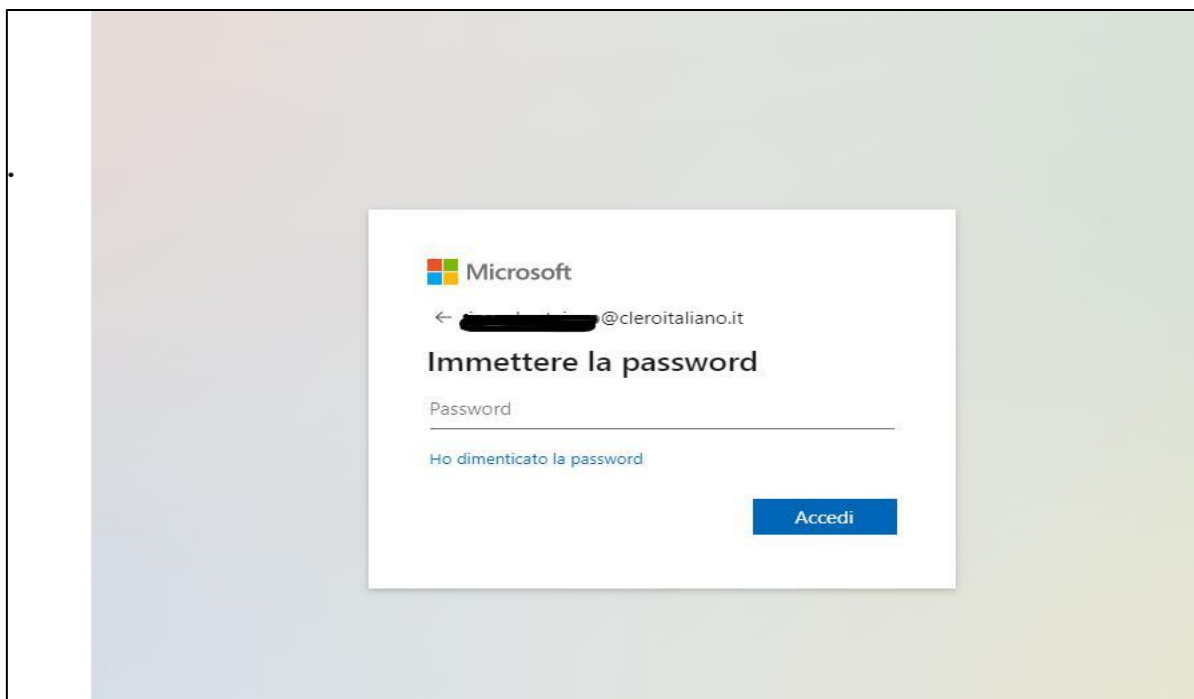 Microsoft
← @cleroitaliano.it
Immettere la password
Password
Ho dimenticato la password
Accedi